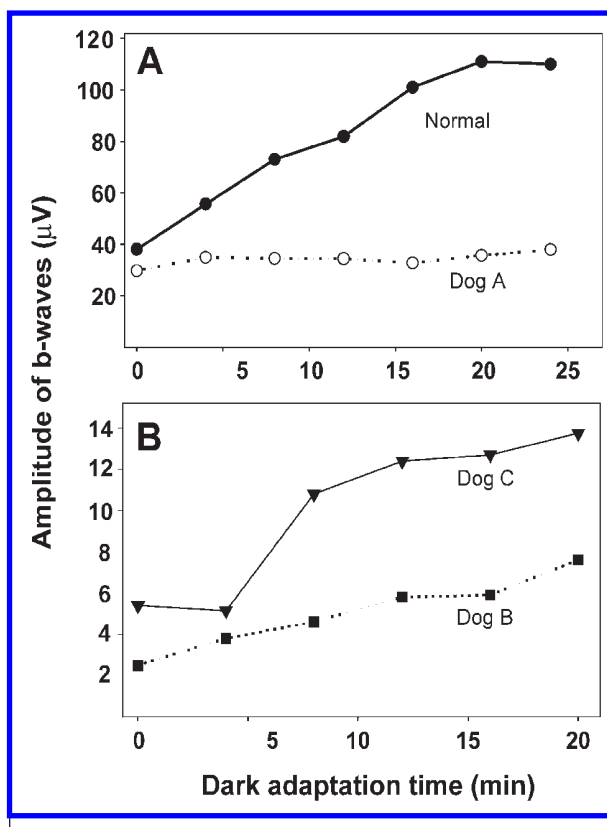 Amplitude of b-waves (µV)
A
120
100
80
60
40
20
Normal
Dog A
0 5 10 15 20 25
B
14
12
10
8
6
4
2
Dog C
Dog B
0 5 10 15 20
Dark adaptation time (min)